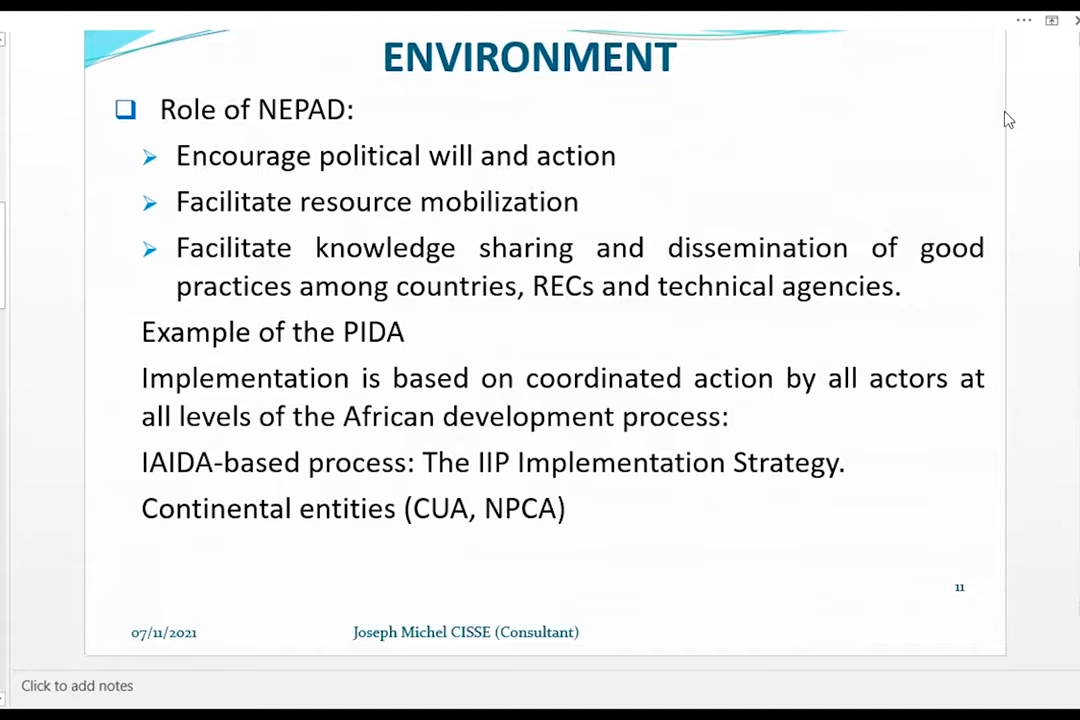 ENVIRONMENT
Role of NEPAD:
Encourage political will and action
Facilitate resource mobilization
Facilitate knowledge sharing and dissemination of good
practices among countries, RECs and technical agencies.
Example of the PIDA
Implementation is based on coordinated action by all actors at
all levels of the African development process:
IAIDA-based process: The IIP Implementation Strategy.
Continental entities (CUA, NPCA)
11
07/11/2021 Joseph Michel CISSE (Consultant)
Click to add notes